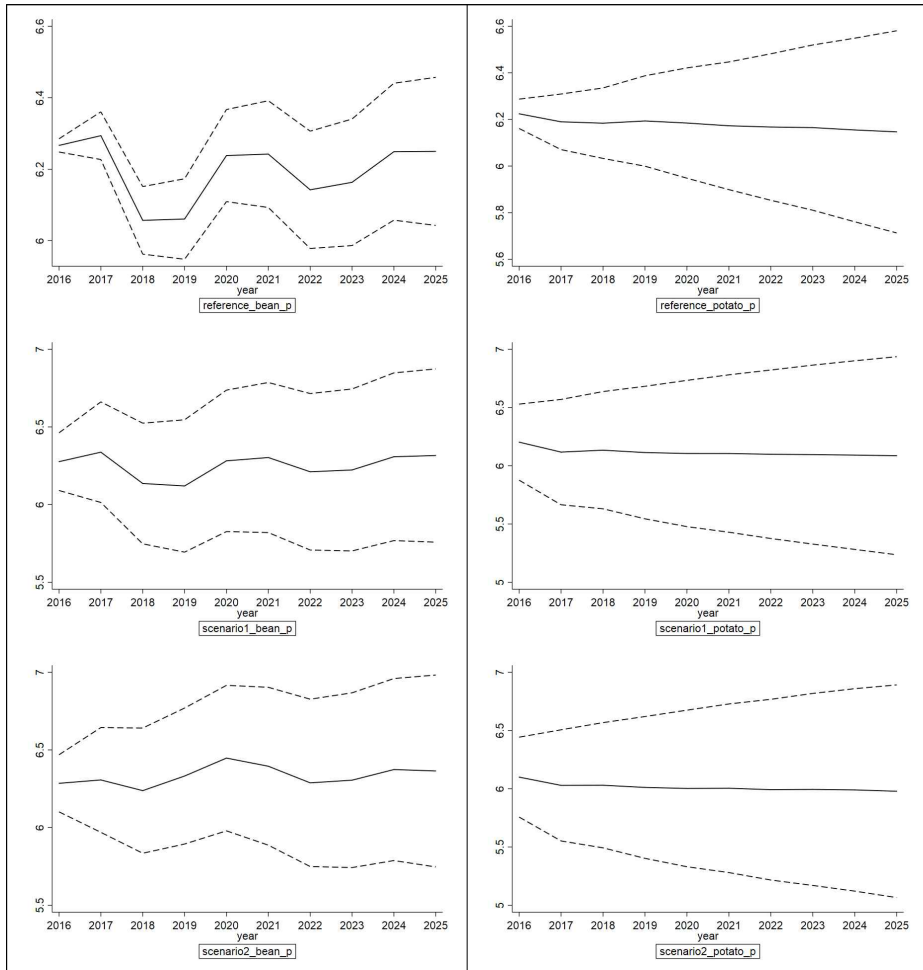 6.6
6.4
6.2
6
2016 2017 2018 2019 2020 2021 2022 2023 2024 2025
year
reference_bean_p
6.6
6.4
6.2
6
5.8
5.6
2016 2017 2018 2019 2020 2021 2022 2023 2024 2025
year
reference_potato_p
7
6.5
6
5.5
2016 2017 2018 2019 2020 2021 2022 2023 2024 2025
year
scenario1_bean_p
7
6.5
6
5.5
5
2016 2017 2018 2019 2020 2021 2022 2023 2024 2025
year
scenario1_potato_p
7
6.5
6
5.5
2016 2017 2018 2019 2020 2021 2022 2023 2024 2025
year
scenario2_bean_p
7
6.5
6
5.5
5
2016 2017 2018 2019 2020 2021 2022 2023 2024 2025
year
scenario2_potato_p